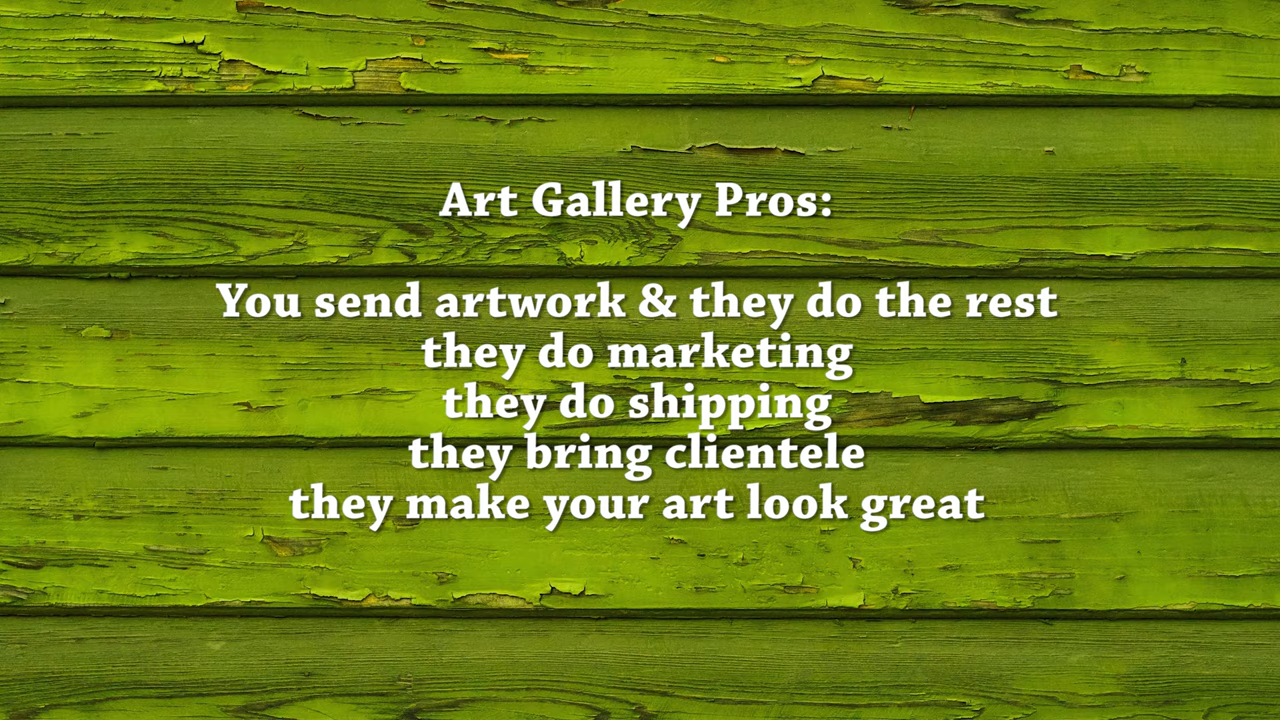 Art Gallery Pros:
You send artwork & they do the rest
they do marketing
they do shipping
they bring clientele
they make your art look great